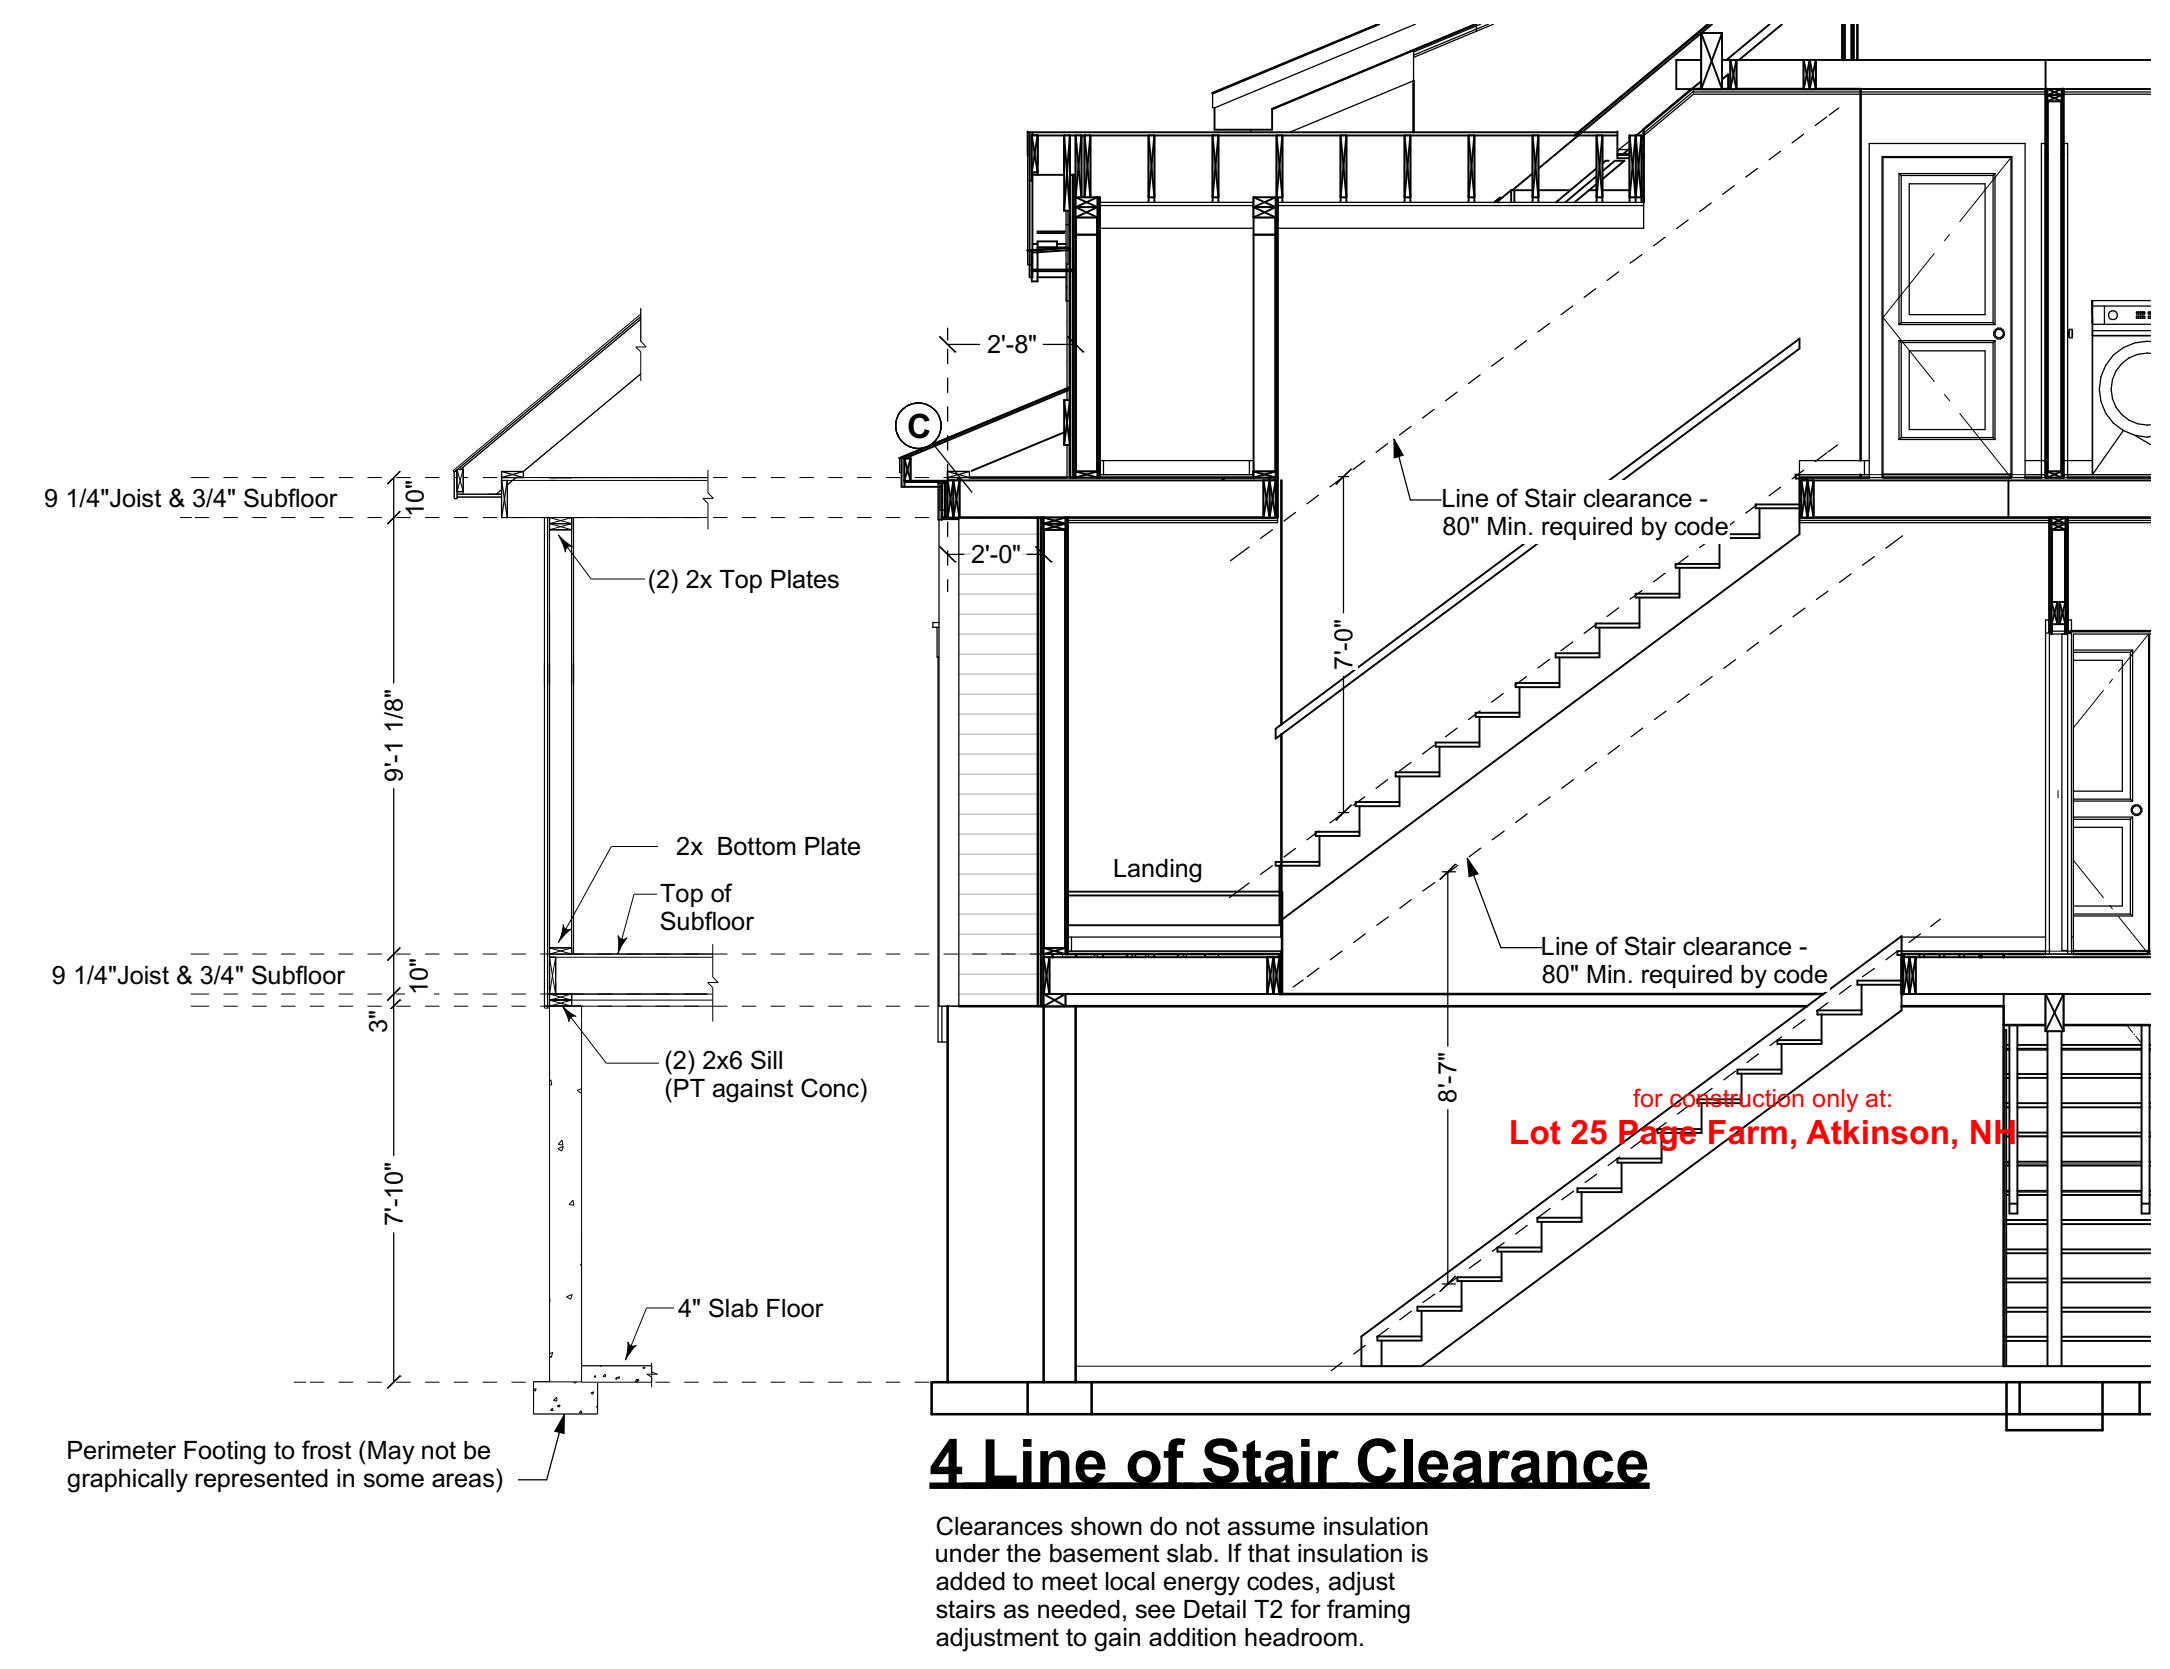 2'-8"
C
9 1/4"Joist & 3/4" Subfloor
10"
Line of Stair clearance -
80" Min. required by code
2'-0"
(2) 2x Top Plates
7'-0"
9'-1 1/8"
2x  Bottom Plate
Landing
Top of
Subfloor
Line of Stair clearance -
80" Min. required by code
9 1/4"Joist & 3/4" Subfloor
10"
3"
(2) 2x6 Sill
(PT against Conc)
8'-7"
for construction only at:
Lot 25 Page Farm, Atkinson, NH
7'-10"
4" Slab Floor
Perimeter Footing to frost (May not be
graphically represented in some areas)
4 Line of Stair Clearance
Clearances shown do not assume insulation
under the basement slab. If that insulation is
added to meet local energy codes, adjust
stairs as needed, see Detail T2 for framing
adjustment to gain addition headroom.